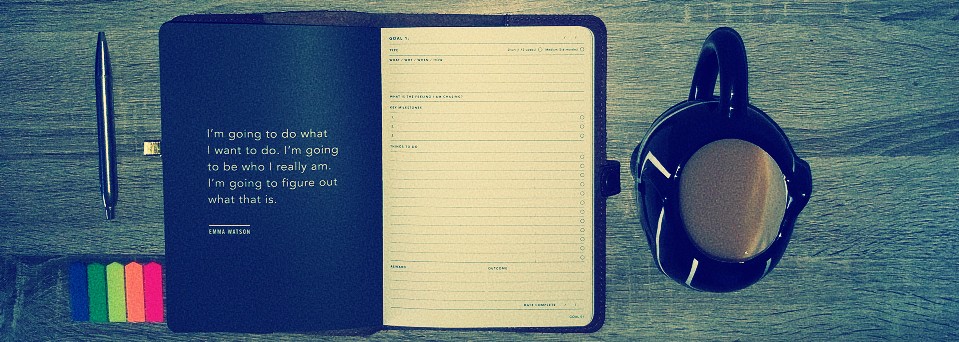 I'm going to do what
I want to do. I'm going
to be who I really am.
I'm going to figure out
what that is.
EMMA WATSON
GOAL 1:
TYPE
WHAT / WHY / WHEN / HOW
WHAT IS THE FEELING I AM CHASING?
KEY MILESTONES
1
2
3
THINGS TO DO
REWARD OUTCOME
DATE COMPLETE / /
GOAL 1